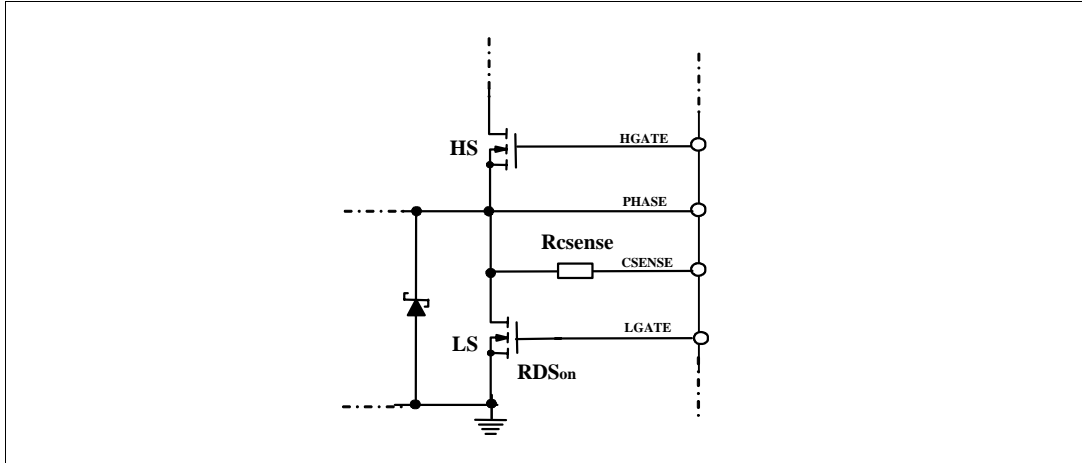 HGATE
HS
PHASE
Rcsense
CSENSE
LGATE
LS
RDSon